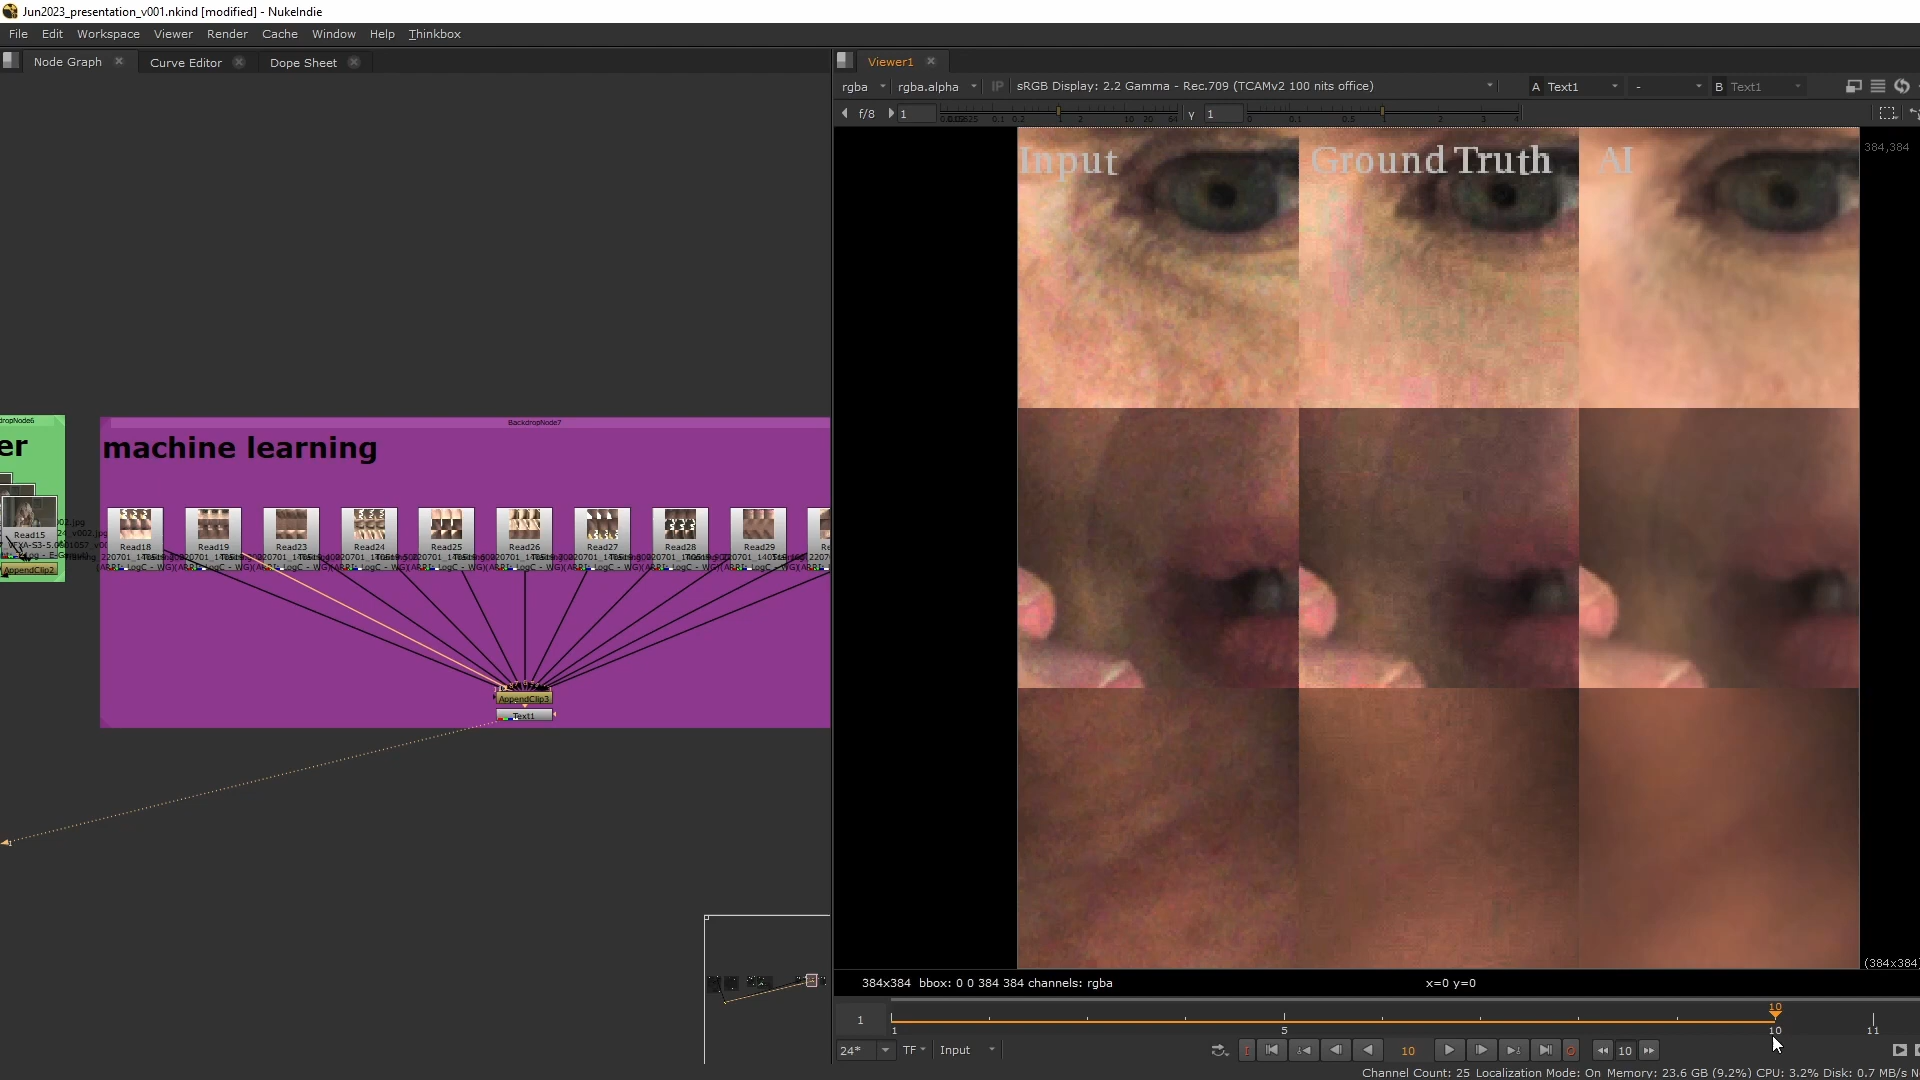 Jun2023_presentation_v001.nkind [modified] - NukeIndie
File Edit Workspace Viewer Render Cache Window Help Thinkbox
Node Graph Curve Editor Dope Sheet
Viewer1
rgba rgba.alpha IP sRGB Display: 2.2 Gamma - Rec.709 (TCAMv2 100 nits office) A Text1 - B Text1
f/8 1 Y 1
384,384
Input Ground Truth AI
dropNode6
er
BackdropNode7
machine learning
Read15
AppendClip2
Read18 Read19 Read23 Read24 Read25 Read26 Read27 Read28 Read29
AppendClip3
Text1
(384x384)
384x384 bbox: 0 0 384 384 channels: rgba x=0 y=0
1 1 5 10 10 11
24* TF Input 10 10
Channel Count: 25 Localization Mode: On Memory: 23.6 GB (9.2%) CPU: 3.2% Disk: 0.7 MB/s N